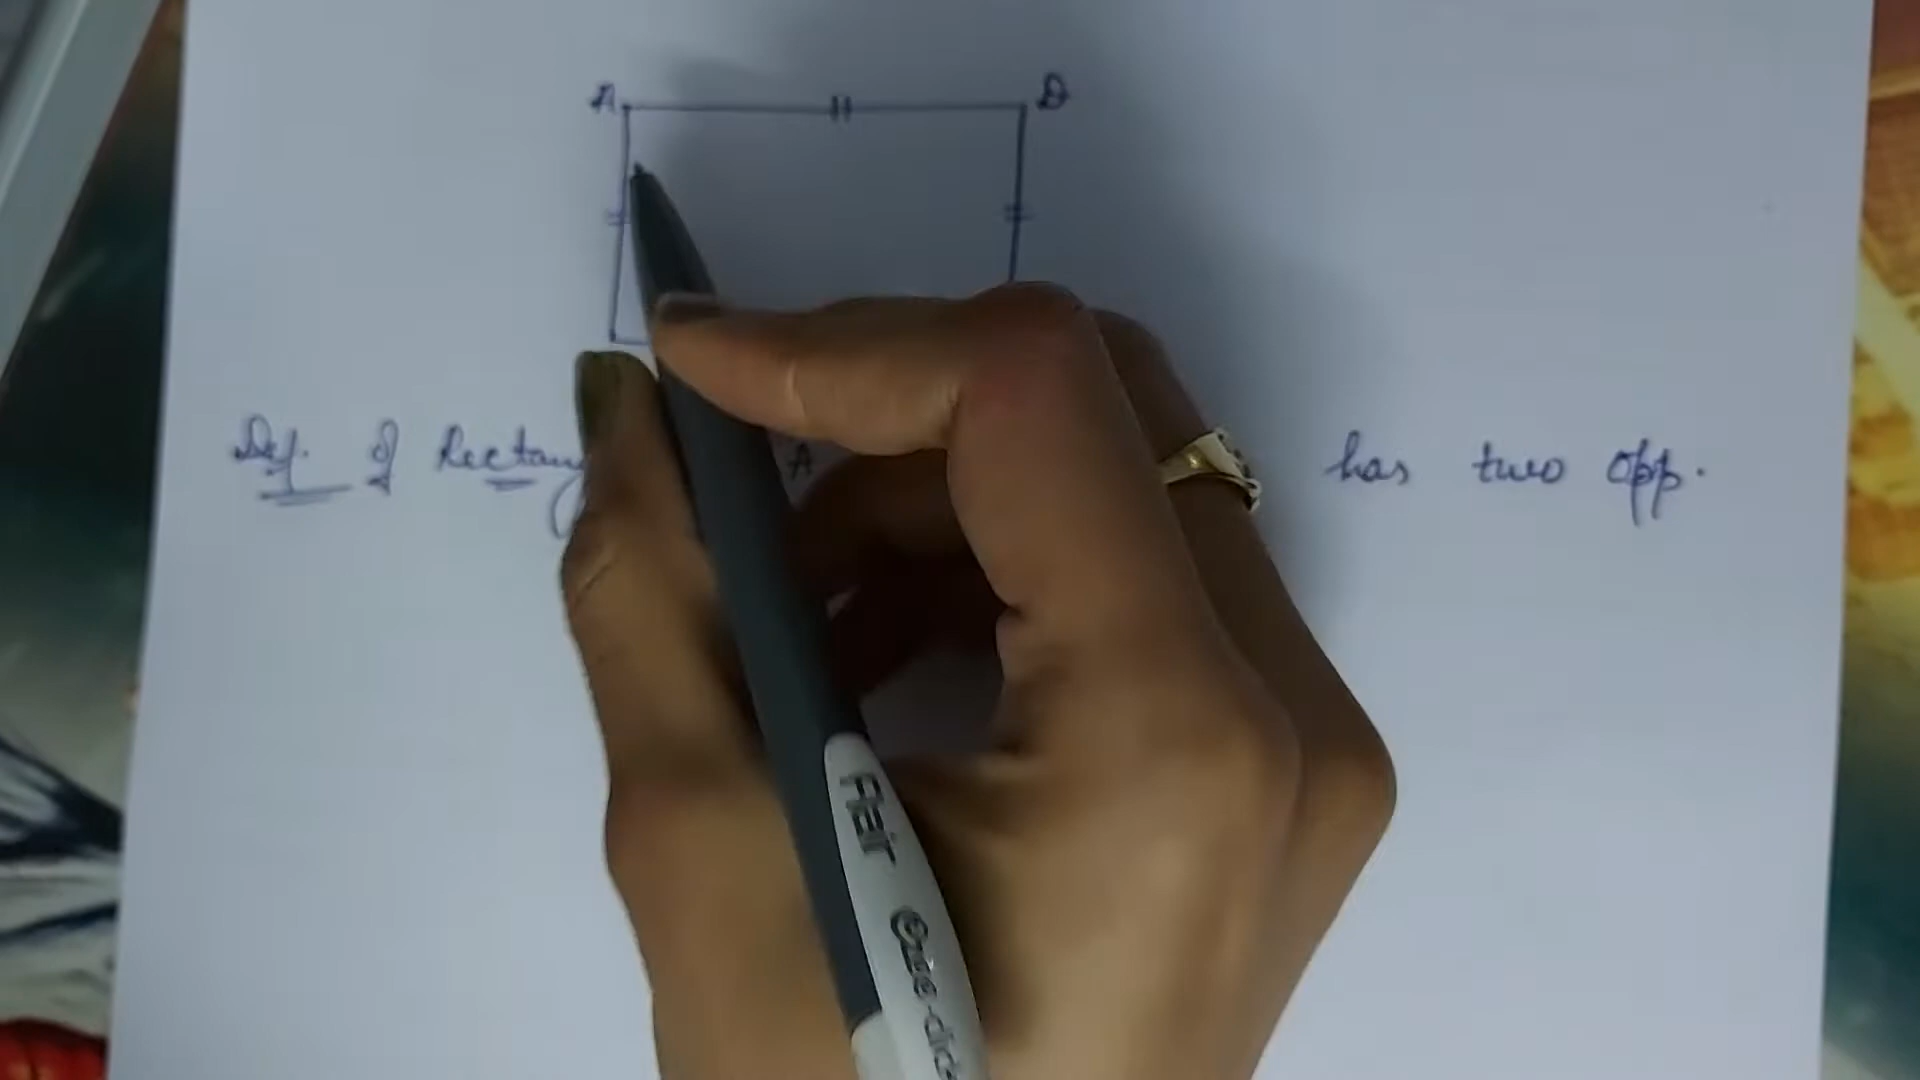 A D
Def. of Rectang A has two opp.
Flair